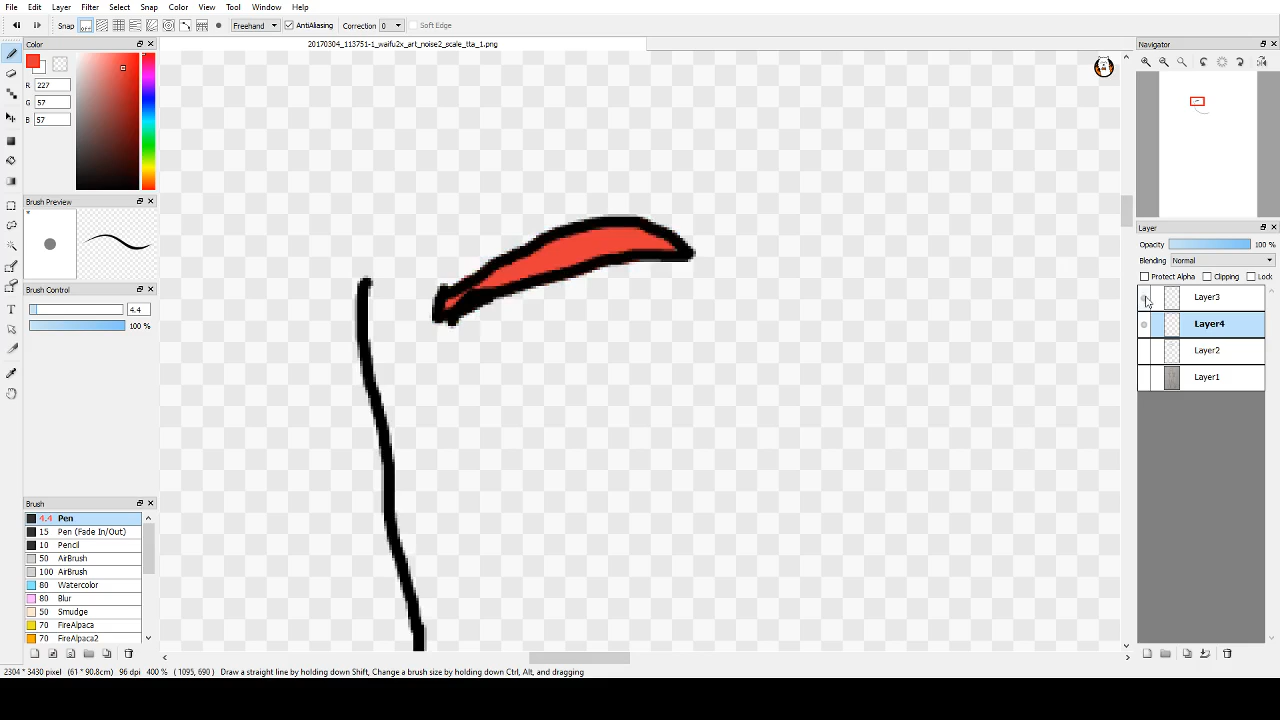 File Edit Layer Filter Select Snap Color View Tool Window Help
Snap OFF Freehand AntiAliasing Correction 0 Soft Edge
Color
20170304_113751-1_waifu2x_art_noise2_scale_tta_1.png
Navigator
R 227
G 57
B 57
Brush Preview
*
Brush Control
4.4
100 %
Layer
Opacity 100 %
Blending Normal
Protect Alpha Clipping Lock
Layer3
Layer4
Layer2
Layer1
Brush
4.4 Pen
15 Pen (Fade In/Out)
10 Pencil
50 AirBrush
100 AirBrush
80 Watercolor
80 Blur
50 Smudge
70 FireAlpaca
70 FireAlpaca2
2304 * 3430 pixel (61 * 90.8cm) 96 dpi 400 % ( 1095, 690 ) Draw a straight line by holding down Shift, Change a brush size by holding down Ctrl, Alt, and dragging